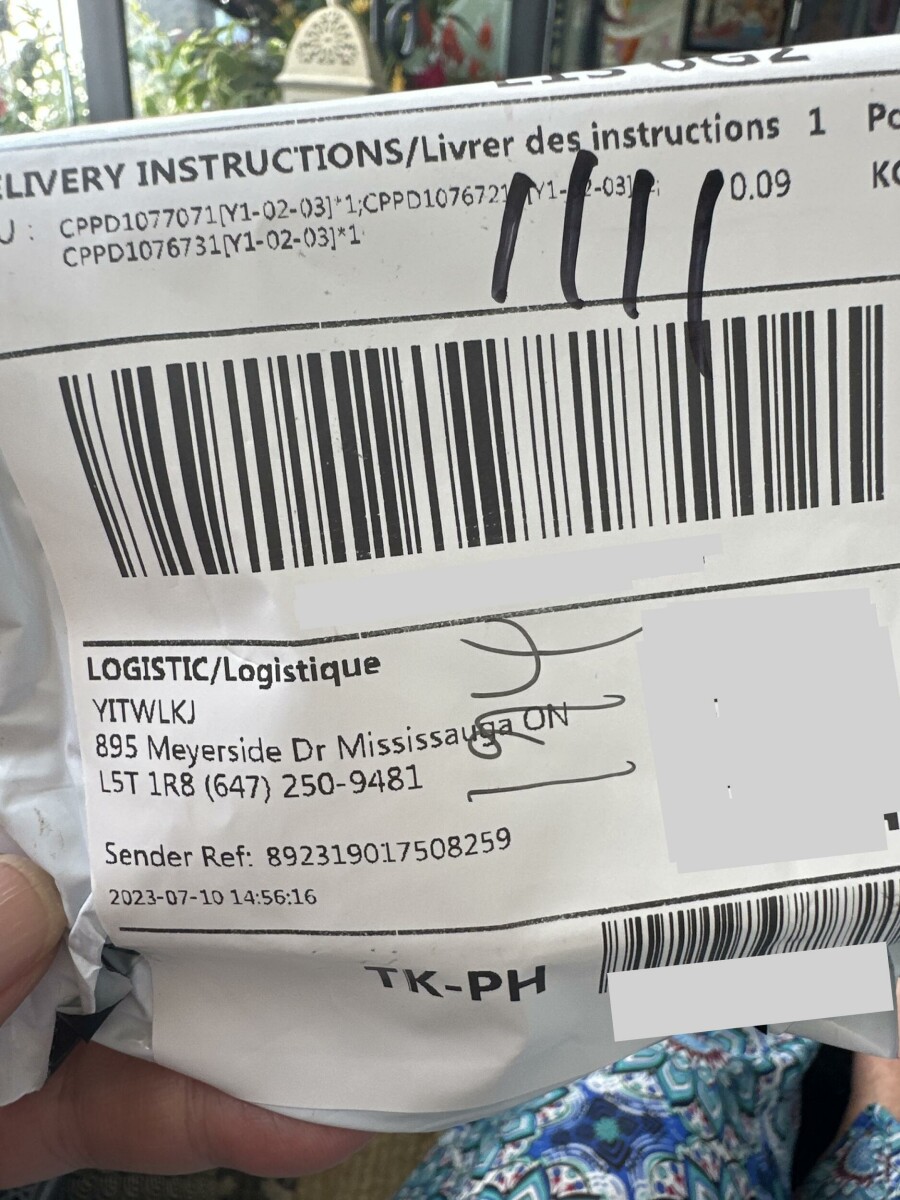 ELIVERY INSTRUCTIONS/Livrer des instructions 1
0.09
U : CPPD1077071[Y1-02-03]*1;CPPD1076721
CPPD1076731[Y1-02-03]*1
LOGISTIC/Logistique
YITWLKJ
895 Meyerside Dr Mississauga ON
L5T 1R8 (647) 250-9481
Sender Ref: 892319017508259
2023-07-10 14:56:16
TK-PH